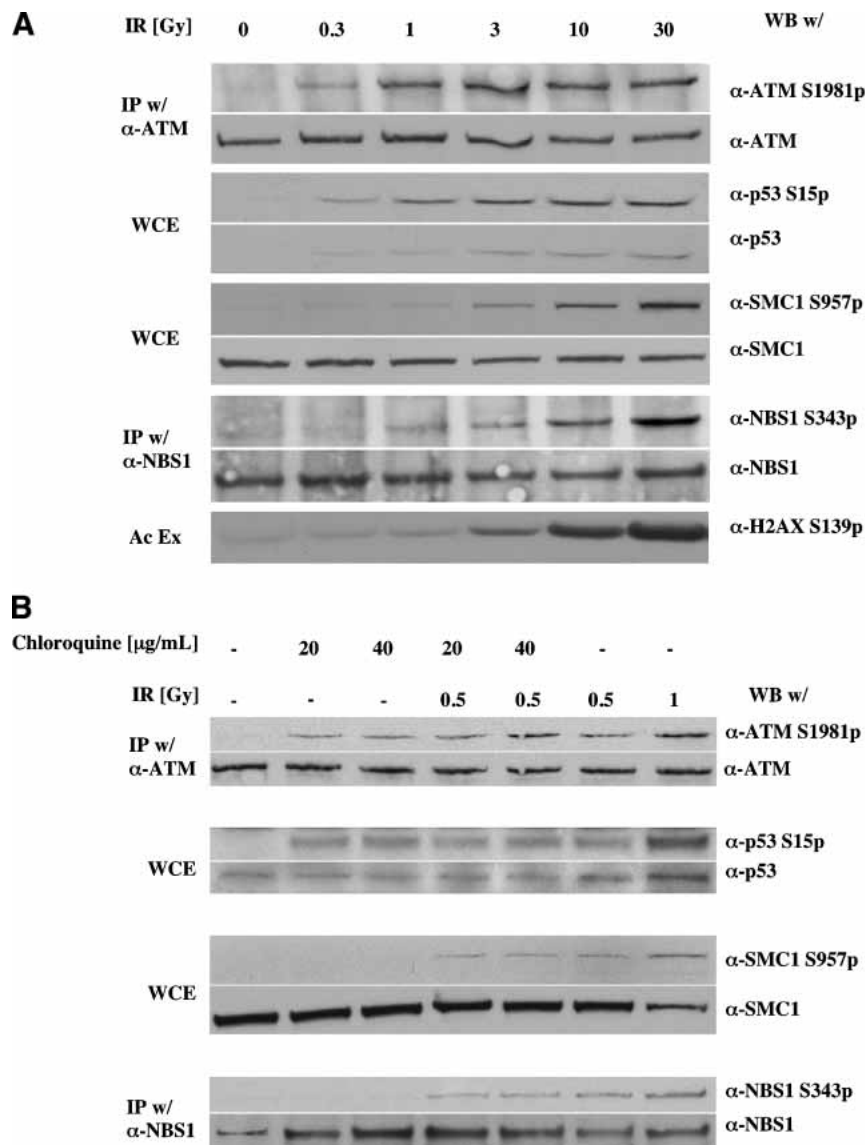 A
IR [Gy] 0 0.3 1 3 10 30 WB w/
IP w/
α-ATM
α-ATM S1981p
α-ATM
WCE
α-p53 S15p
α-p53
WCE
α-SMC1 S957p
α-SMC1
IP w/
α-NBS1
α-NBS1 S343p
α-NBS1
Ac Ex
α-H2AX S139p
B
Chloroquine [µg/mL] - 20 40 20 40 - -
IR [Gy] - - - 0.5 0.5 0.5 1 WB w/
IP w/
α-ATM
α-ATM S1981p
α-ATM
WCE
α-p53 S15p
α-p53
WCE
α-SMC1 S957p
α-SMC1
IP w/
α-NBS1
α-NBS1 S343p
α-NBS1